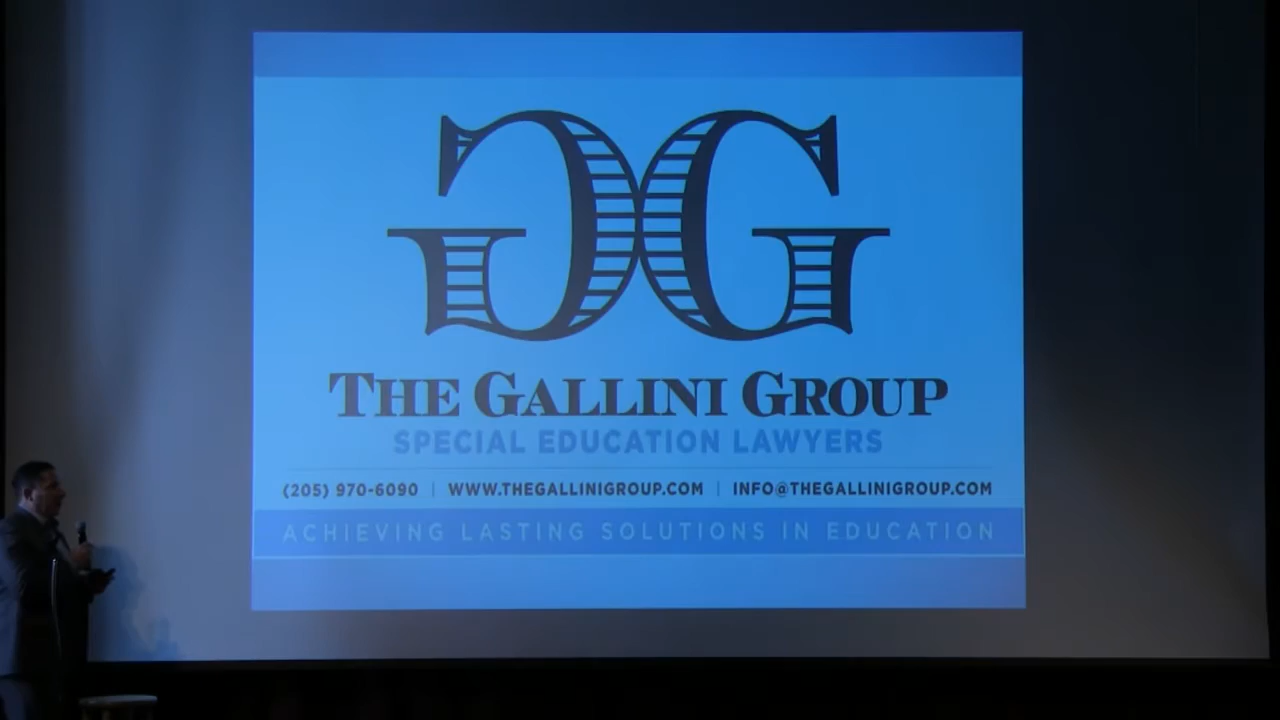 GG
THE GALLINI GROUP
SPECIAL EDUCATION LAWYERS
(205) 970-6090 | WWW.THEGALLINIGROUP.COM | INFO@THEGALLINIGROUP.COM
ACHIEVING LASTING SOLUTIONS IN EDUCATION